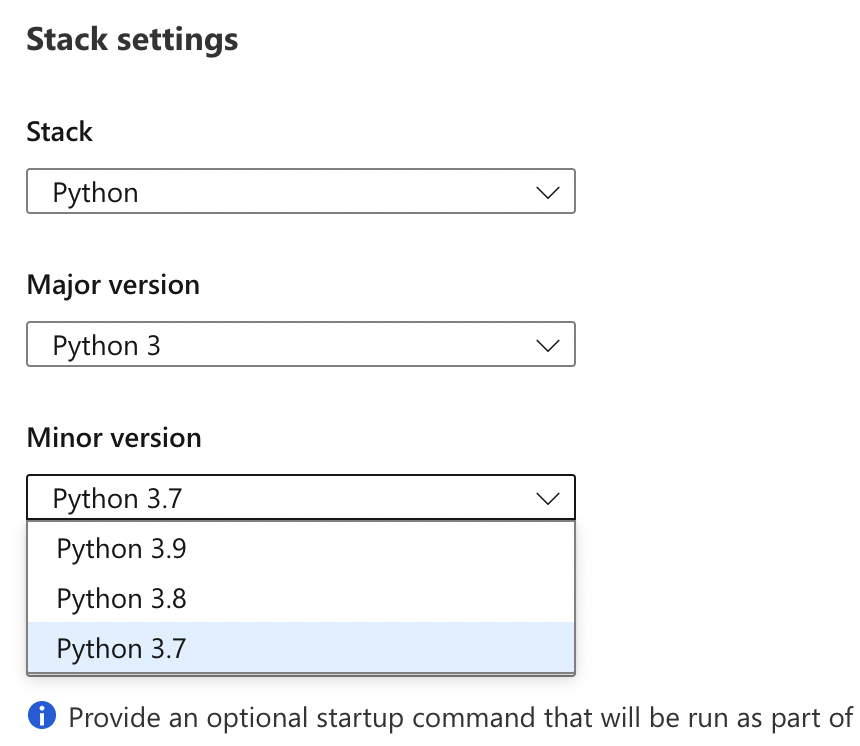 Stack settings
Stack
Python
Major version
Python 3
Minor version
Python 3.7
Python 3.9
Python 3.8
Python 3.7
Provide an optional startup command that will be run as part of